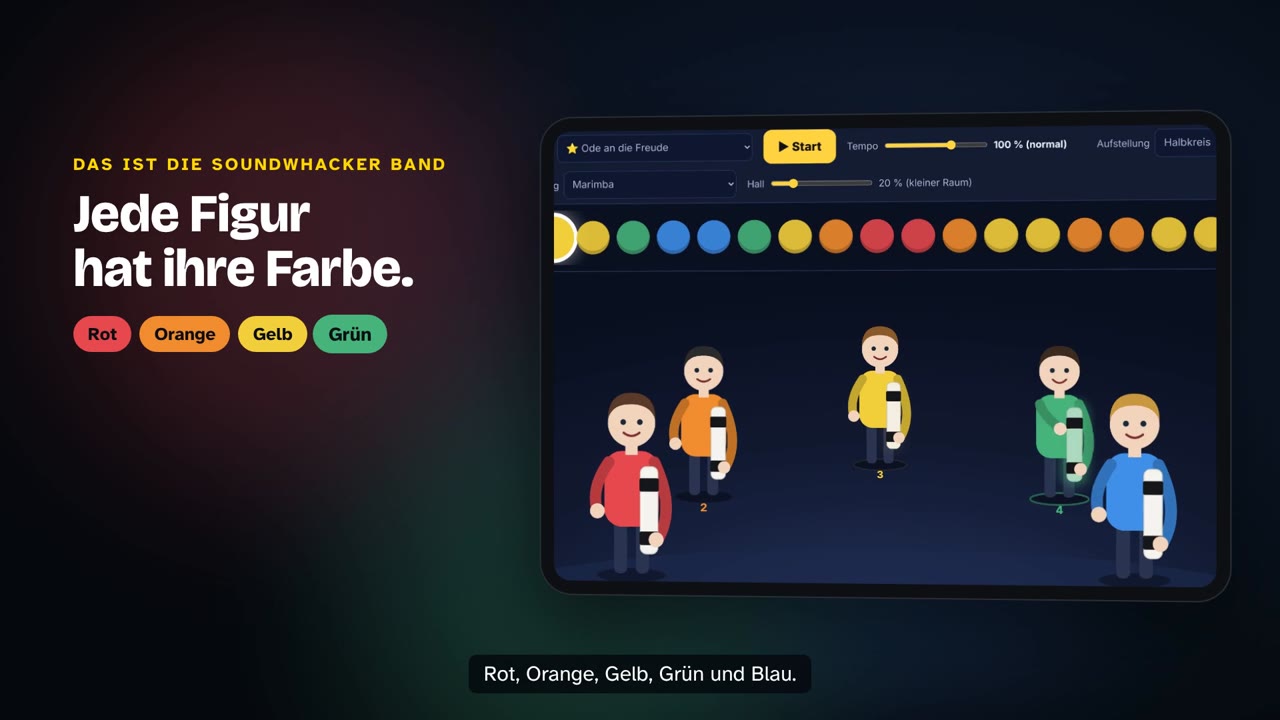 DAS IST DIE SOUNDWHACKER BAND
Jede Figur
hat ihre Farbe.
Rot Orange Gelb Grün
⭐ Ode an die Freude ▶ Start Tempo 100 % (normal) Aufstellung Halbkreis
g Marimba Hall 20 % (kleiner Raum)
2
3
4
Rot, Orange, Gelb, Grün und Blau.